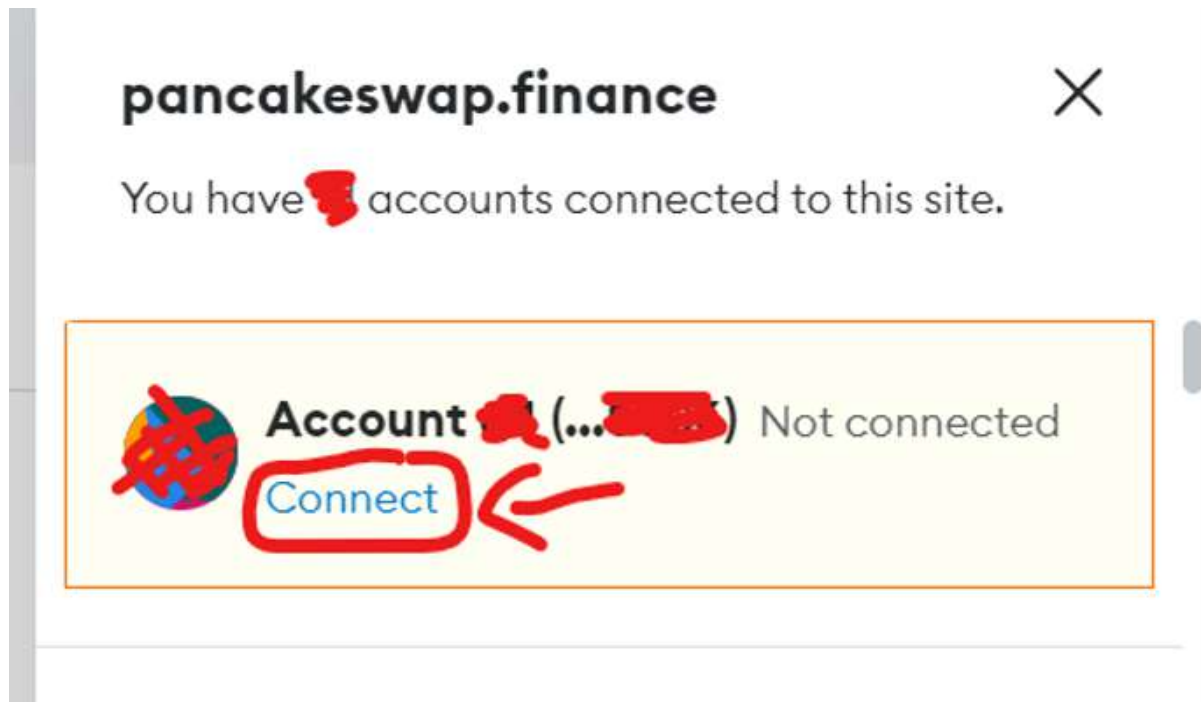 pancakeswap.finance
You have accounts connected to this site.
Account (... ) Not connected
Connect